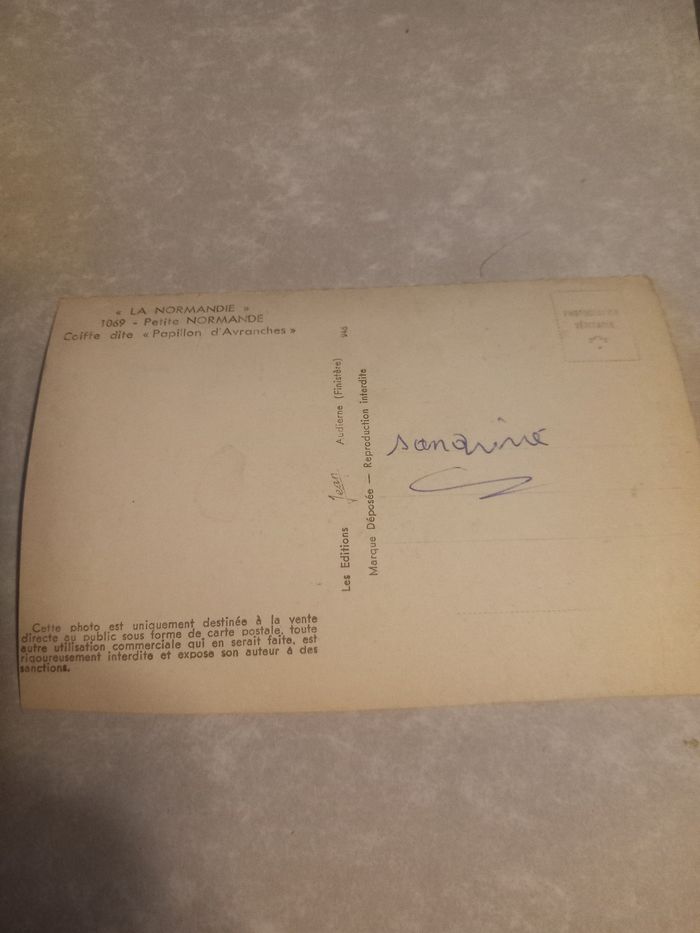 « LA NORMANDIE »
1069 - Petite NORMANDE
Coiffe dite « Papillon d'Avranches »
Les Editions Jean Audierne (Finistère)
Marque Déposée — Reproduction interdite
PHOTOGRAPHIE
VÉRITABLE
Cette photo est uniquement destinée à la vente
directe au public sous forme de carte postale, toute
autre utilisation commerciale qui en serait faite, est
rigoureusement interdite et expose son auteur à des
sanctions.